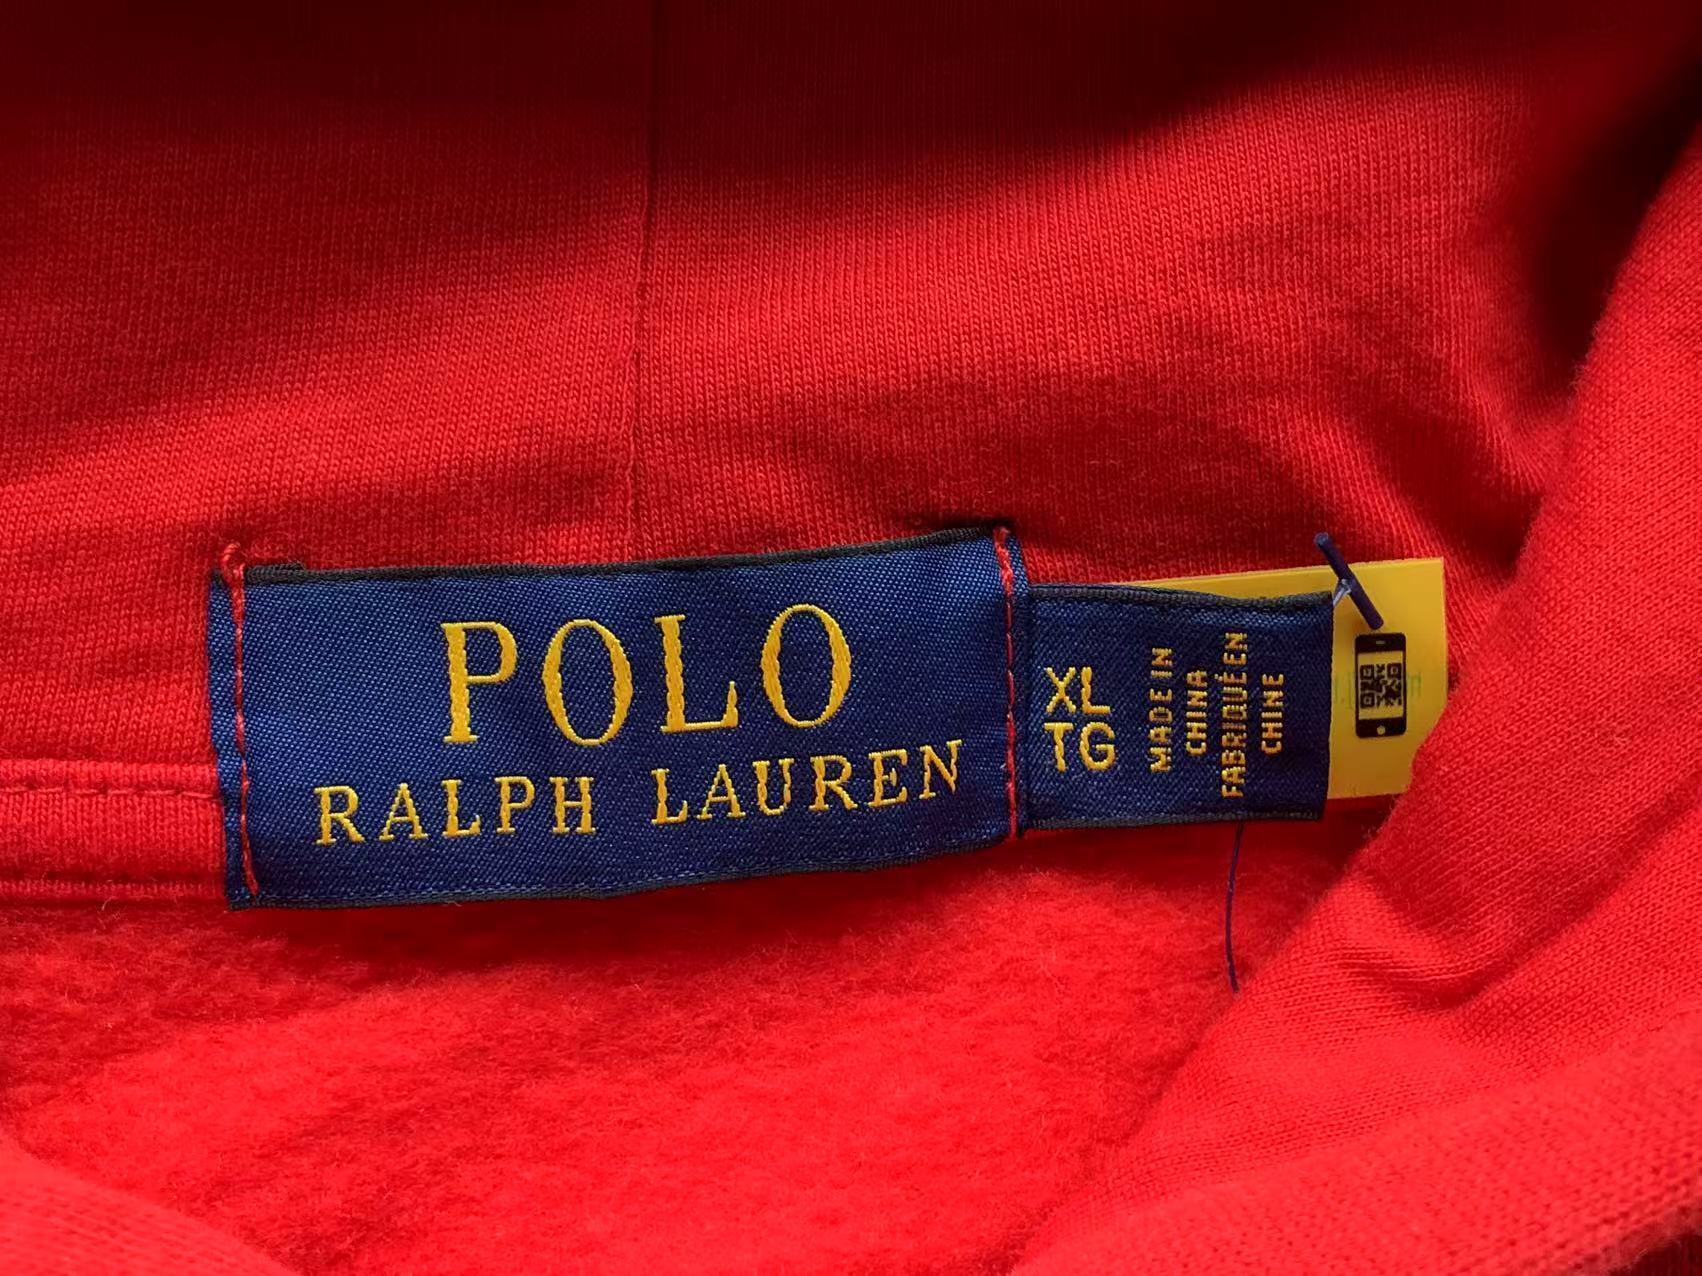 POLO
RALPH LAUREN
XL
TG
MADE IN
CHINA
FABRIQUÉ EN
CHINE